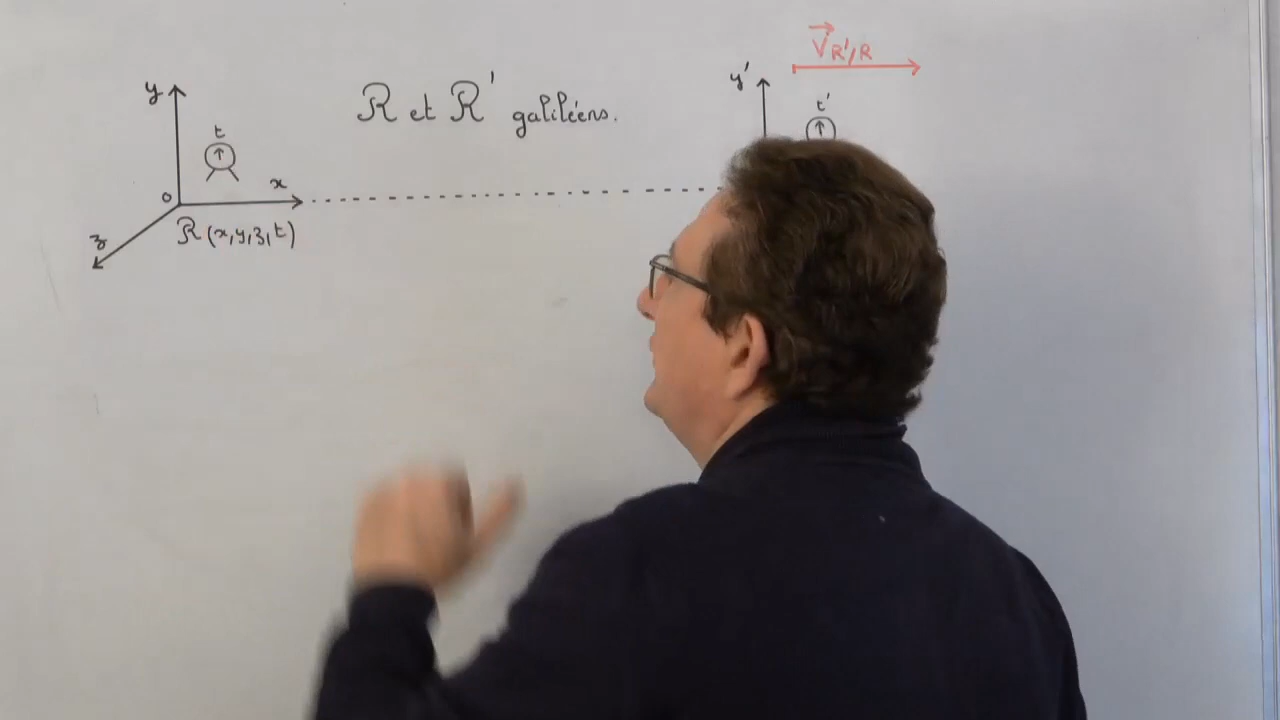 y
t
o
x
z
R (x,y,z,t)
R et R' galiléens.
V R'/R
y'
t'